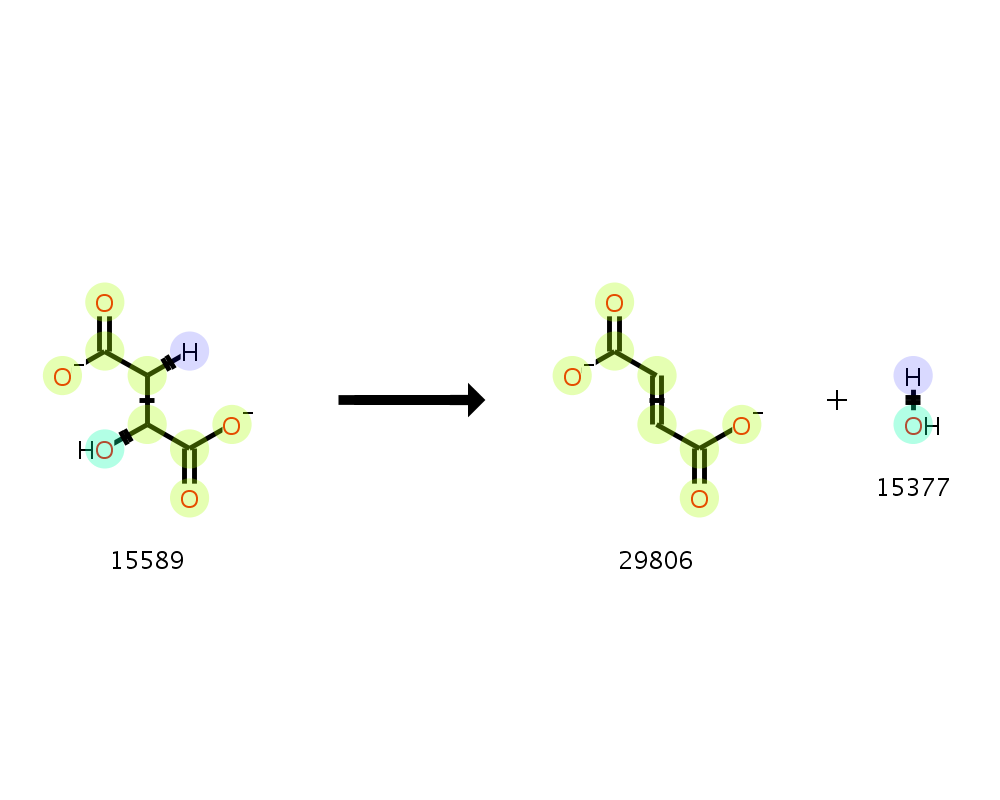 O O
H H
O⁻ O⁻ +
O⁻ O⁻ H
HO OH
15377
O O
15589 29806